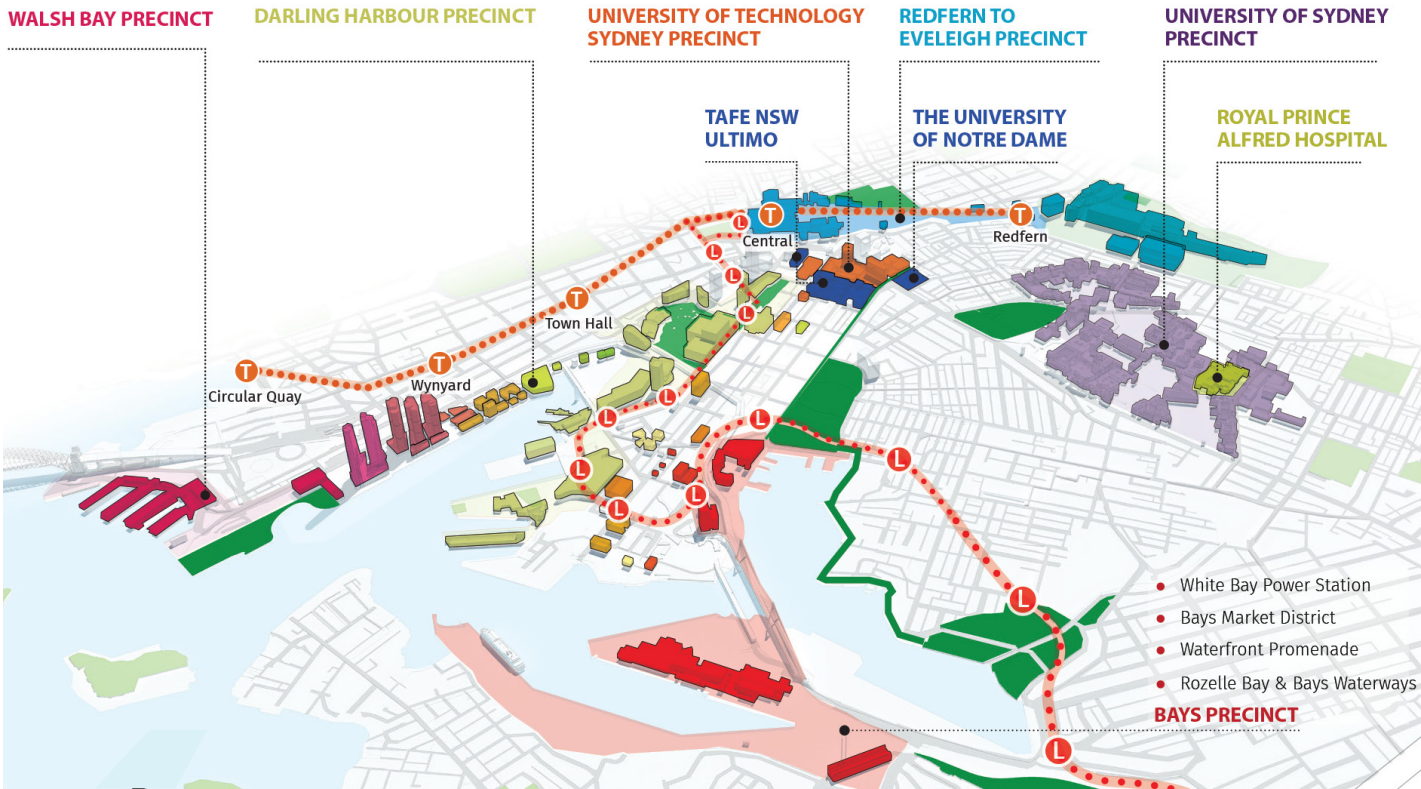 WALSH BAY PRECINCT
DARLING HARBOUR PRECINCT
UNIVERSITY OF TECHNOLOGY
SYDNEY PRECINCT
REDFERN TO
EVELEIGH PRECINCT
UNIVERSITY OF SYDNEY
PRECINCT
TAFE NSW
ULTIMO
THE UNIVERSITY
OF NOTRE DAME
ROYAL PRINCE
ALFRED HOSPITAL
L
T
Central
T
Redfern
L
L
T
Town Hall
L
T
Circular Quay
T
Wynyard
L
L
L
L
L
L
L
L
• White Bay Power Station
• Bays Market District
• Waterfront Promenade
• Rozelle Bay & Bays Waterways
BAYS PRECINCT
L